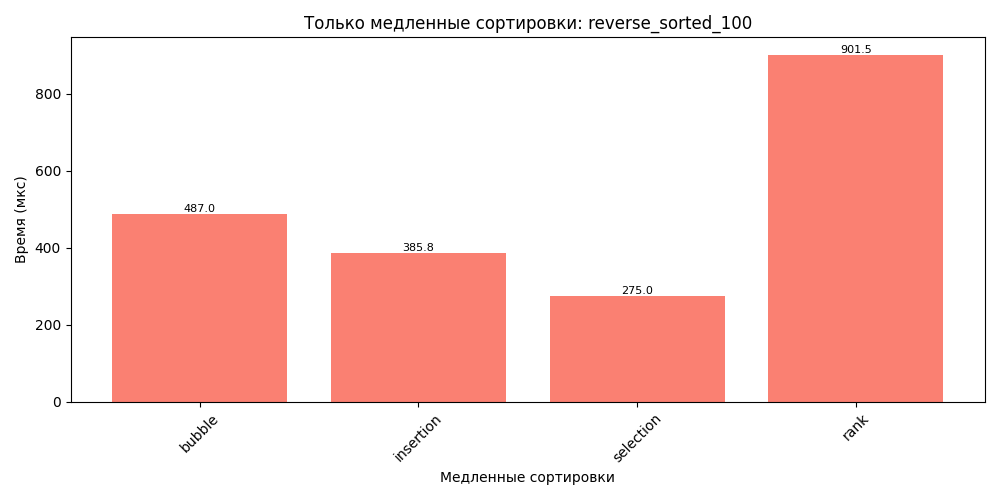 Только медленные сортировки: reverse_sorted_100
Время (мкс)
800
600
400
200
0
487.0
385.8
275.0
901.5
bubble
insertion
selection
rank
Медленные сортировки